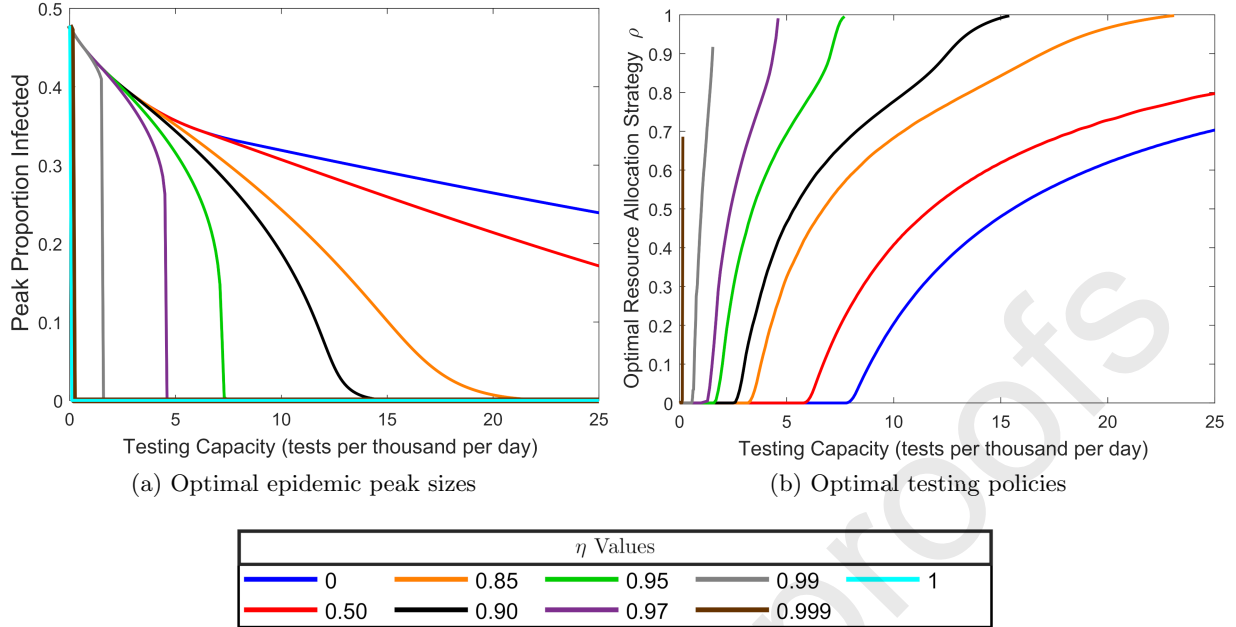 0.5
0.4
0.3
0.2
0.1
0
Peak Proportion Infected
0 5 10 15 20 25
Testing Capacity (tests per thousand per day)
(a) Optimal epidemic peak sizes
1
0.9
0.8
0.7
0.6
0.5
0.4
0.3
0.2
0.1
0
Optimal Resource Allocation Strategy ρ
0 5 10 15 20 25
Testing Capacity (tests per thousand per day)
(b) Optimal testing policies
η Values
0 0.85 0.95 0.99 1
0.50 0.90 0.97 0.999
proofs